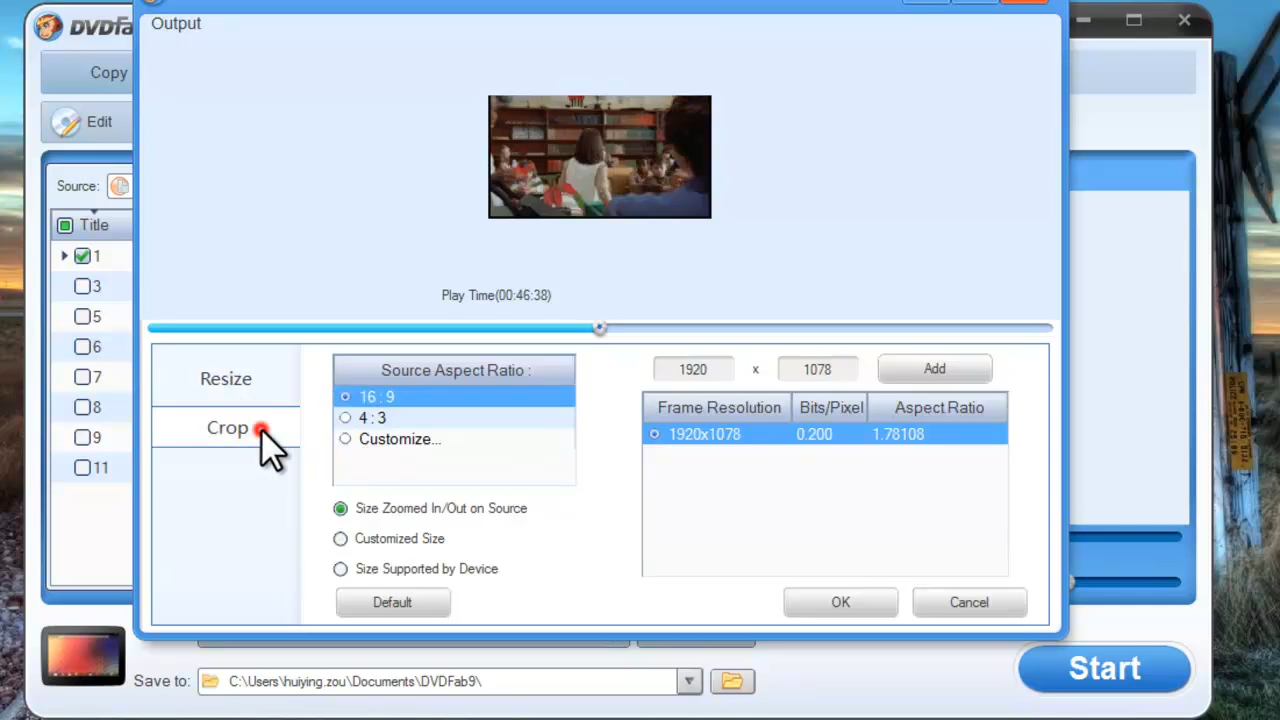 DVDFa
Output
Copy
Edit
Source:
Title
1
3
5
6
7
8
9
11
Play Time(00:46:38)
Resize
Crop
Source Aspect Ratio :
16 : 9
4 : 3
Customize...
Size Zoomed In/Out on Source
Customized Size
Size Supported by Device
Default
1920 x 1078 Add
Frame Resolution Bits/Pixel Aspect Ratio
1920x1078 0.200 1.78108
OK Cancel
Save to: C:\Users\huiying.zou\Documents\DVDFab9\
Start